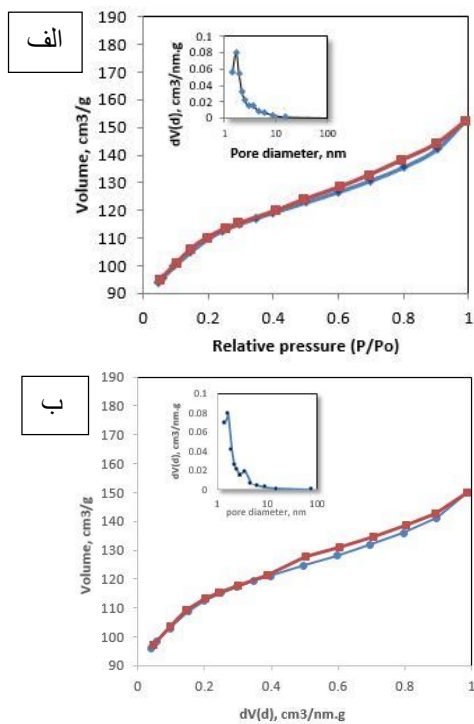 الف
190
180
170
160
150
140
130
120
110
100
90
Volume, cm3/g
0.1
0.08
0.06
0.04
0.02
0
dV(d), cm3/nm.g
1 10 100
Pore diameter, nm
0 0.2 0.4 0.6 0.8 1
Relative pressure (P/Po)
ب
190
180
170
160
150
140
130
120
110
100
90
Volume, cm3/g
0.1
0.08
0.06
0.04
0.02
0
dV(d), cm3/nm.g
1 10 100
pore diameter, nm
0 0.2 0.4 0.6 0.8 1
dV(d), cm3/nm.g